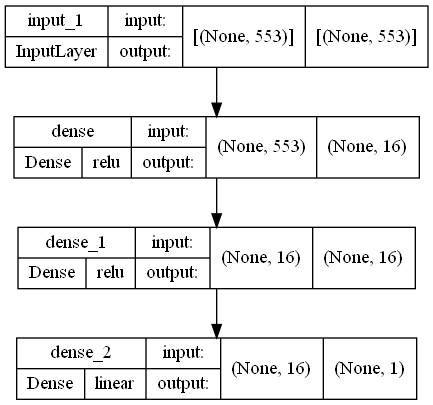 input_1 input: [(None, 553)] [(None, 553)]
InputLayer output:
dense input: (None, 553) (None, 16)
Dense relu output:
dense_1 input: (None, 16) (None, 16)
Dense relu output:
dense_2 input: (None, 16) (None, 1)
Dense linear output: